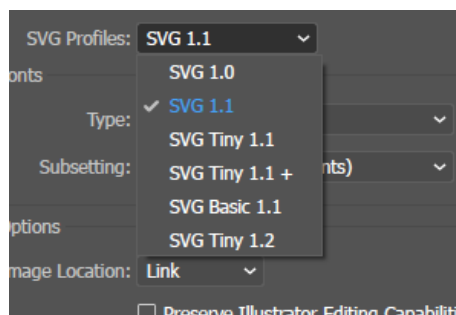 SVG Profiles: SVG 1.1
SVG 1.0
onts
SVG 1.1
Type:
SVG Tiny 1.1
Subsetting: SVG Tiny 1.1 + nts)
SVG Basic 1.1
Options
SVG Tiny 1.2
mage Location: Link
Preserve Illustrator Editing Capabiliti